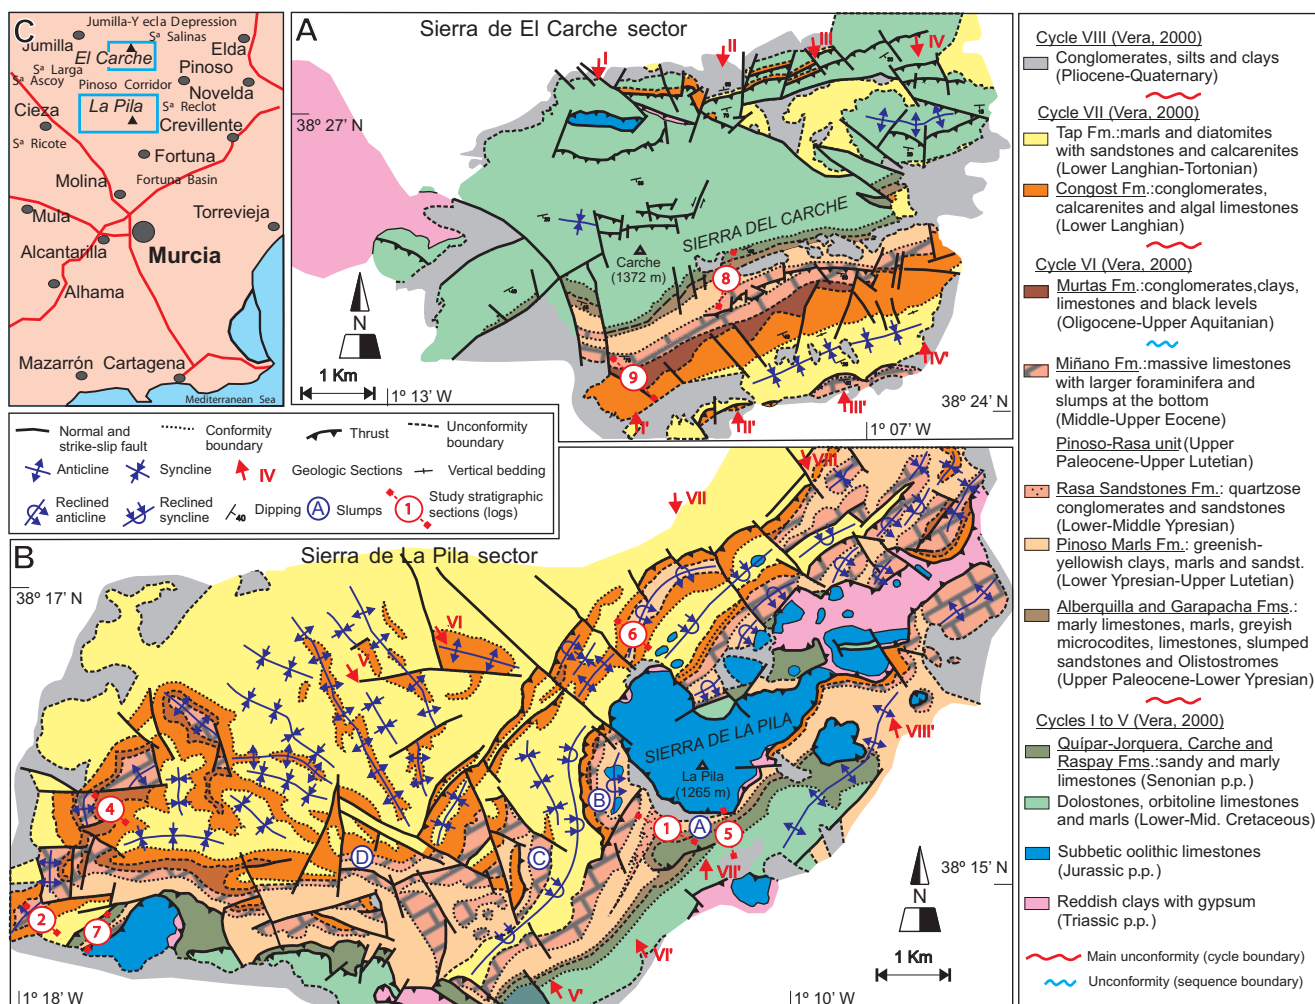 C
Jumilla-Y ecla Depression
Sª Salinas
Jumilla
Elda
El Carche
Sª Larga
Sª Ascoy
Pinoso
Pinoso Corridor
Novelda
La Pila
Sª Reclot
Cieza
Crevillente
Sª Ricote
Fortuna
Molina
Fortuna Basin
Mula
Torrevieja
Alcantarilla
Murcia
Alhama
Mazarrón
Cartagena
Mediterranean Sea
A
Sierra de El Carche sector
I
II
III
IV
38º 27’ N
SIERRA DEL CARCHE
Carche
(1372 m)
8
9
N
1 Km
1º 13’ W
I'
II'
III'
IV'
38º 24’ N
1º 07’ W
Normal and
strike-slip fault
Conformity
boundary
Thrust
Unconformity
boundary
Anticline
Syncline
IV
Geologic Sections
Vertical bedding
Reclined
anticline
Reclined
syncline
40
Dipping
A
Slumps
1
Study stratigraphic
sections (logs)
B
Sierra de La Pila sector
38º 17’ N
V
VI
VII
VIII
6
4
2
7
D
C
B
SIERRA DE LA PILA
La Pila
(1265 m)
1
A
5
VIII'
VII'
VI'
V'
38º 15’ N
N
1 Km
1º 18’ W
1º 10’ W
Cycle VIII (Vera, 2000)
Conglomerates, silts and clays
(Pliocene-Quaternary)
Cycle VII (Vera, 2000)
Tap Fm.:marls and diatomites
with sandstones and calcarenites
(Lower Langhian-Tortonian)
Congost Fm.:conglomerates,
calcarenites and algal limestones
(Lower Langhian)
Cycle VI (Vera, 2000)
Murtas Fm.:conglomerates,clays,
limestones and black levels
(Oligocene-Upper Aquitanian)
Miñano Fm.:massive limestones
with larger foraminifera and
slumps at the bottom
(Middle-Upper Eocene)
Pinoso-Rasa unit (Upper
Paleocene-Upper Lutetian)
Rasa Sandstones Fm.: quartzose
conglomerates and sandstones
(Lower-Middle Ypresian)
Pinoso Marls Fm.: greenish-
yellowish clays, marls and sandst.
(Lower Ypresian-Upper Lutetian)
Alberquilla and Garapacha Fms.:
marly limestones, marls, greyish
microcodites, limestones, slumped
sandstones and Olistostromes
(Upper Paleocene-Lower Ypresian)
Cycles I to V (Vera, 2000)
Quípar-Jorquera, Carche and
Raspay Fms.:sandy and marly
limestones (Senonian p.p.)
Dolostones, orbitoline limestones
and marls (Lower-Mid. Cretaceous)
Subbetic oolithic limestones
(Jurassic p.p.)
Reddish clays with gypsum
(Triassic p.p.)
Main unconformity (cycle boundary)
Unconformity (sequence boundary)